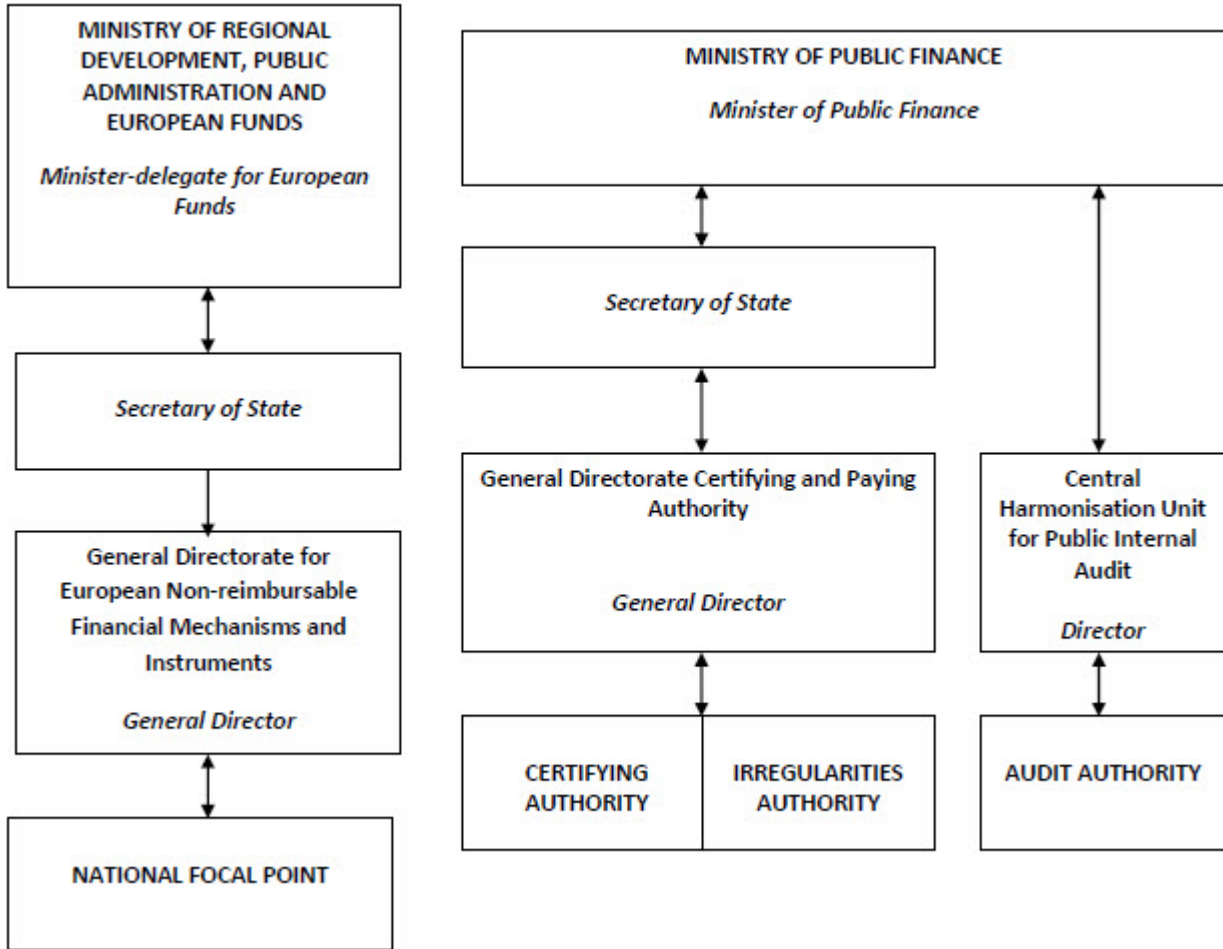 MINISTRY OF REGIONAL
DEVELOPMENT, PUBLIC
ADMINISTRATION AND
EUROPEAN FUNDS
Minister-delegate for European
Funds
Secretary of State
General Directorate for
European Non-reimbursable
Financial Mechanisms and
Instruments
General Director
NATIONAL FOCAL POINT
MINISTRY OF PUBLIC FINANCE
Minister of Public Finance
Secretary of State
General Directorate Certifying and Paying
Authority
General Director
CERTIFYING
AUTHORITY
IRREGULARITIES
AUTHORITY
Central
Harmonisation Unit
for Public Internal
Audit
Director
AUDIT AUTHORITY